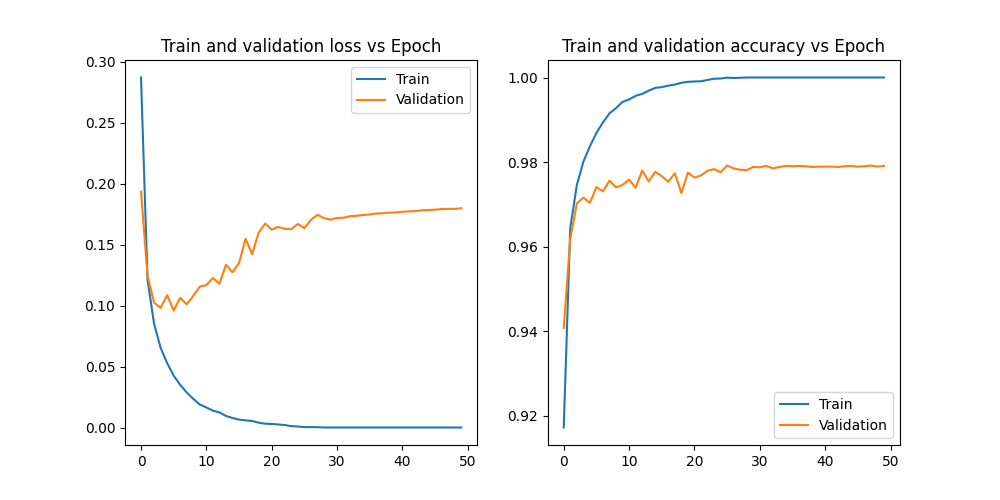 Train and validation loss vs Epoch
0.30
0.25
0.20
0.15
0.10
0.05
0.00
0 10 20 30 40 50
Train
Validation
Train and validation accuracy vs Epoch
1.00
0.98
0.96
0.94
0.92
0 10 20 30 40 50
Train
Validation